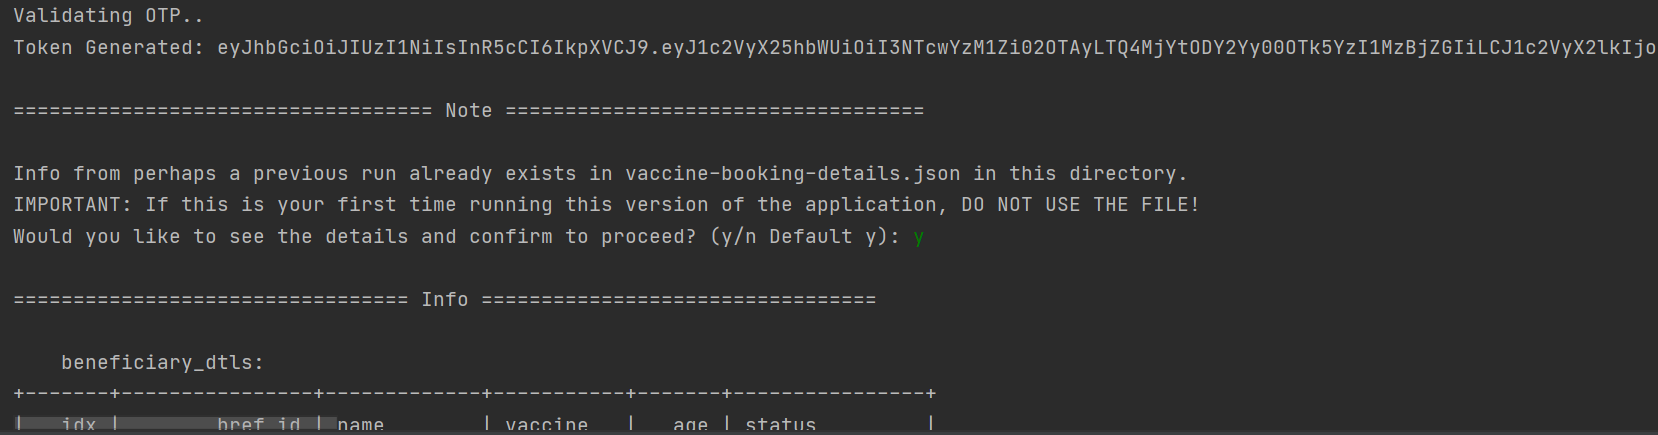 Validating OTP..
Token Generated: eyJhbGciOiJIUzI1NiIsInR5cCI6IkpXVCJ9.eyJ1c2VyX25hbWUiOiI3NTcwYzM1Zi02OTAyLTQ4MjYtODY2Yy00OTk5YzI1MzBjZGIiLCJ1c2VyX2lkIjo
=================================== Note ===================================
Info from perhaps a previous run already exists in vaccine-booking-details.json in this directory.
IMPORTANT: If this is your first time running this version of the application, DO NOT USE THE FILE!
Would you like to see the details and confirm to proceed? (y/n Default y): y
================================= Info =================================
beneficiary_dtls:
+-------+----------------+-------------+-----------+-------+----------------+
| idx | bref_id | name | vaccine | age | status |